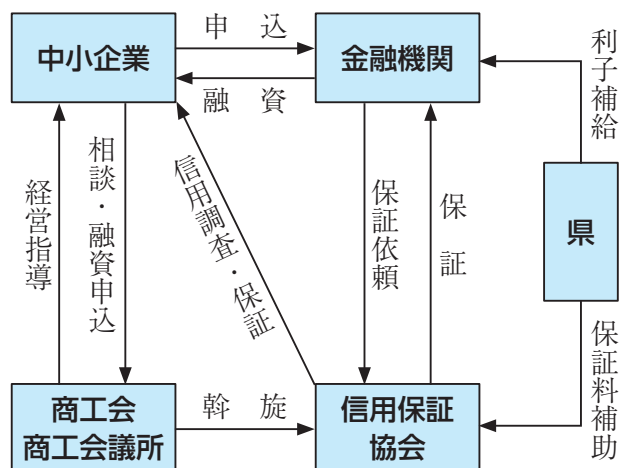 中小企業
申込
融資
金融機関
利子補給
県
保証料補助
経営指導
相談・融資申込
信用調査・保証
保証依頼
保証
商工会
商工会議所
斡旋
信用保証
協会